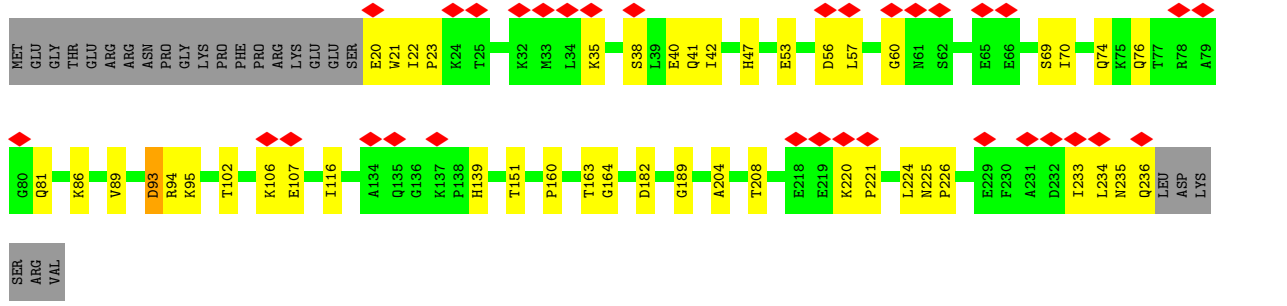 MET GLU GLY THR GLU ARG ARG ASN PRO GLY LYS PRO PHE PRO ARG LYS GLU GLU SER E20 W21 I22 P23 K24 T25 K32 M33 L34 K35 S38 L39 E40 Q41 I42 H47 E53 D56 L57 G60 N61 S62 E65 E66 S69 I70 Q74 K75 Q76 T77 R78 A79
G80 Q81 K86 V89 D93 R94 K95 T102 K106 E107 I116 A134 Q135 G136 K137 P138 H139 T151 P160 T163 G164 D182 G189 A204 T208 E218 E219 K220 P221 L224 N225 P226 E229 F230 A231 D232 I233 L234 N235 Q236 LEU ASP LYS
SER ARG VAL